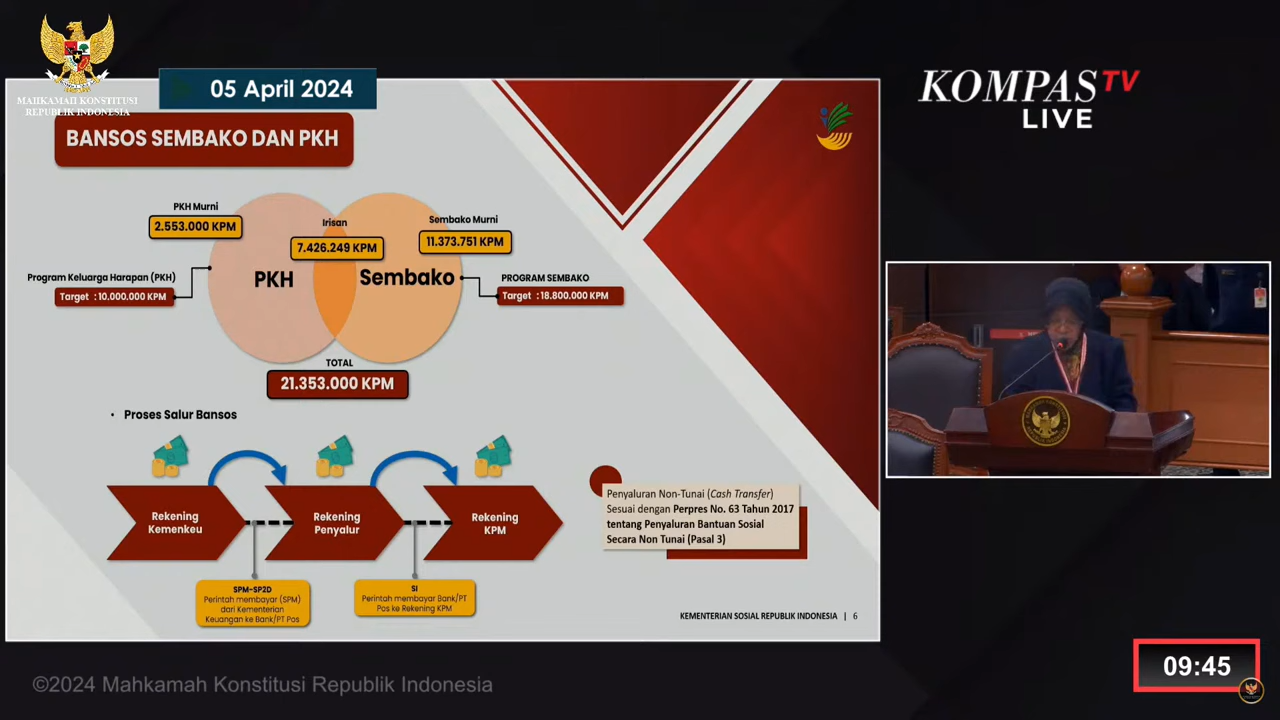 MAHKAMAH KONSTITUSI
REPUBLIK INDONESIA
05 April 2024
KOMPAS TV
LIVE
BANSOS SEMBAKO DAN PKH
PKH Murni
2.553.000 KPM
Irisan
7.426.249 KPM
Sembako Murni
11.373.751 KPM
Program Keluarga Harapan (PKH)
Target : 10.000.000 KPM
PKH
Sembako
PROGRAM SEMBAKO
Target : 18.800.000 KPM
TOTAL
21.353.000 KPM
• Proses Salur Bansos
Rekening
Kemenkeu
Rekening
Penyalur
Rekening
KPM
SPM-SP2D
Perintah membayar (SPM)
dari Kementerian
Keuangan ke Bank/PT Pos
SI
Perintah membayar Bank/PT
Pos ke Rekening KPM
Penyaluran Non-Tunai (Cash Transfer)
Sesuai dengan Perpres No. 63 Tahun 2017
tentang Penyaluran Bantuan Sosial
Secara Non Tunai (Pasal 3)
KEMENTERIAN SOSIAL REPUBLIK INDONESIA | 6
©2024 Mahkamah Konstitusi Republik Indonesia
09:45